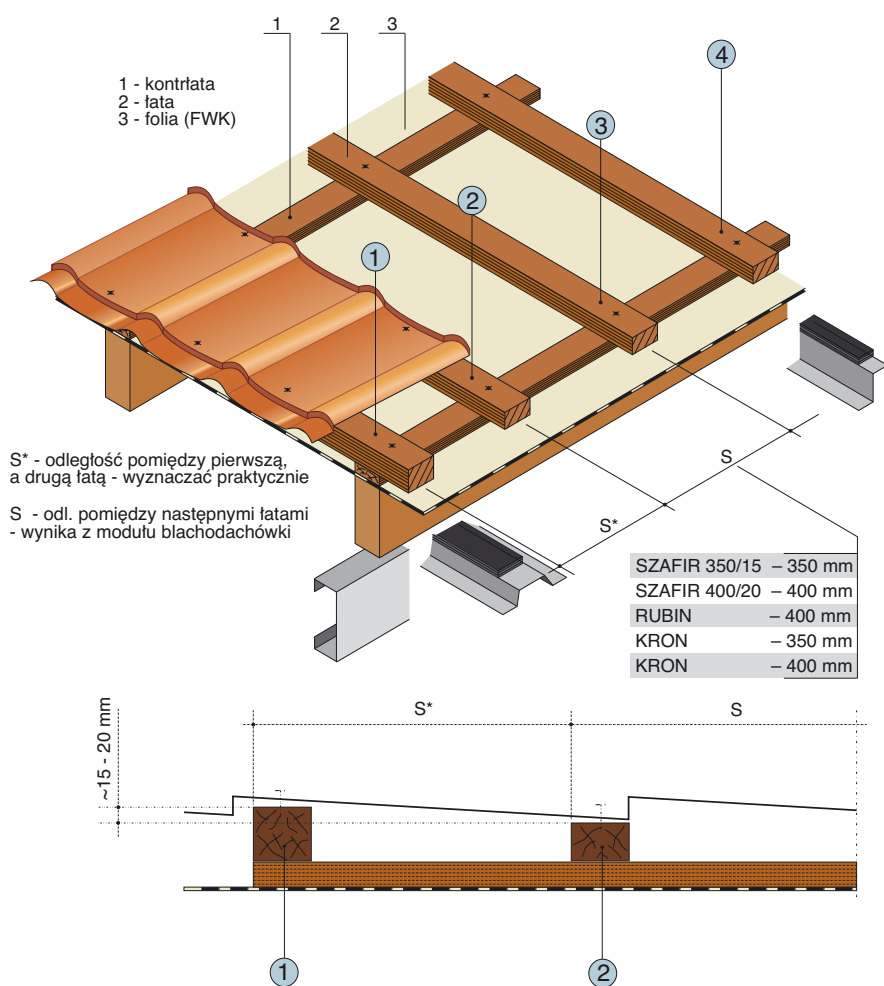 1 2 3
1 - kontrłata
2 - łata
3 - folia (FWK)
4
3
2
1
S* - odległość pomiędzy pierwszą,
a drugą łatą - wyznaczać praktycznie
S - odl. pomiędzy następnymi łatami
- wynika z modułu blachodachówki
S
S*
SZAFIR 350/15 – 350 mm
SZAFIR 400/20 – 400 mm
RUBIN – 400 mm
KRON – 350 mm
KRON – 400 mm
S* S
~15 - 20 mm
1 2